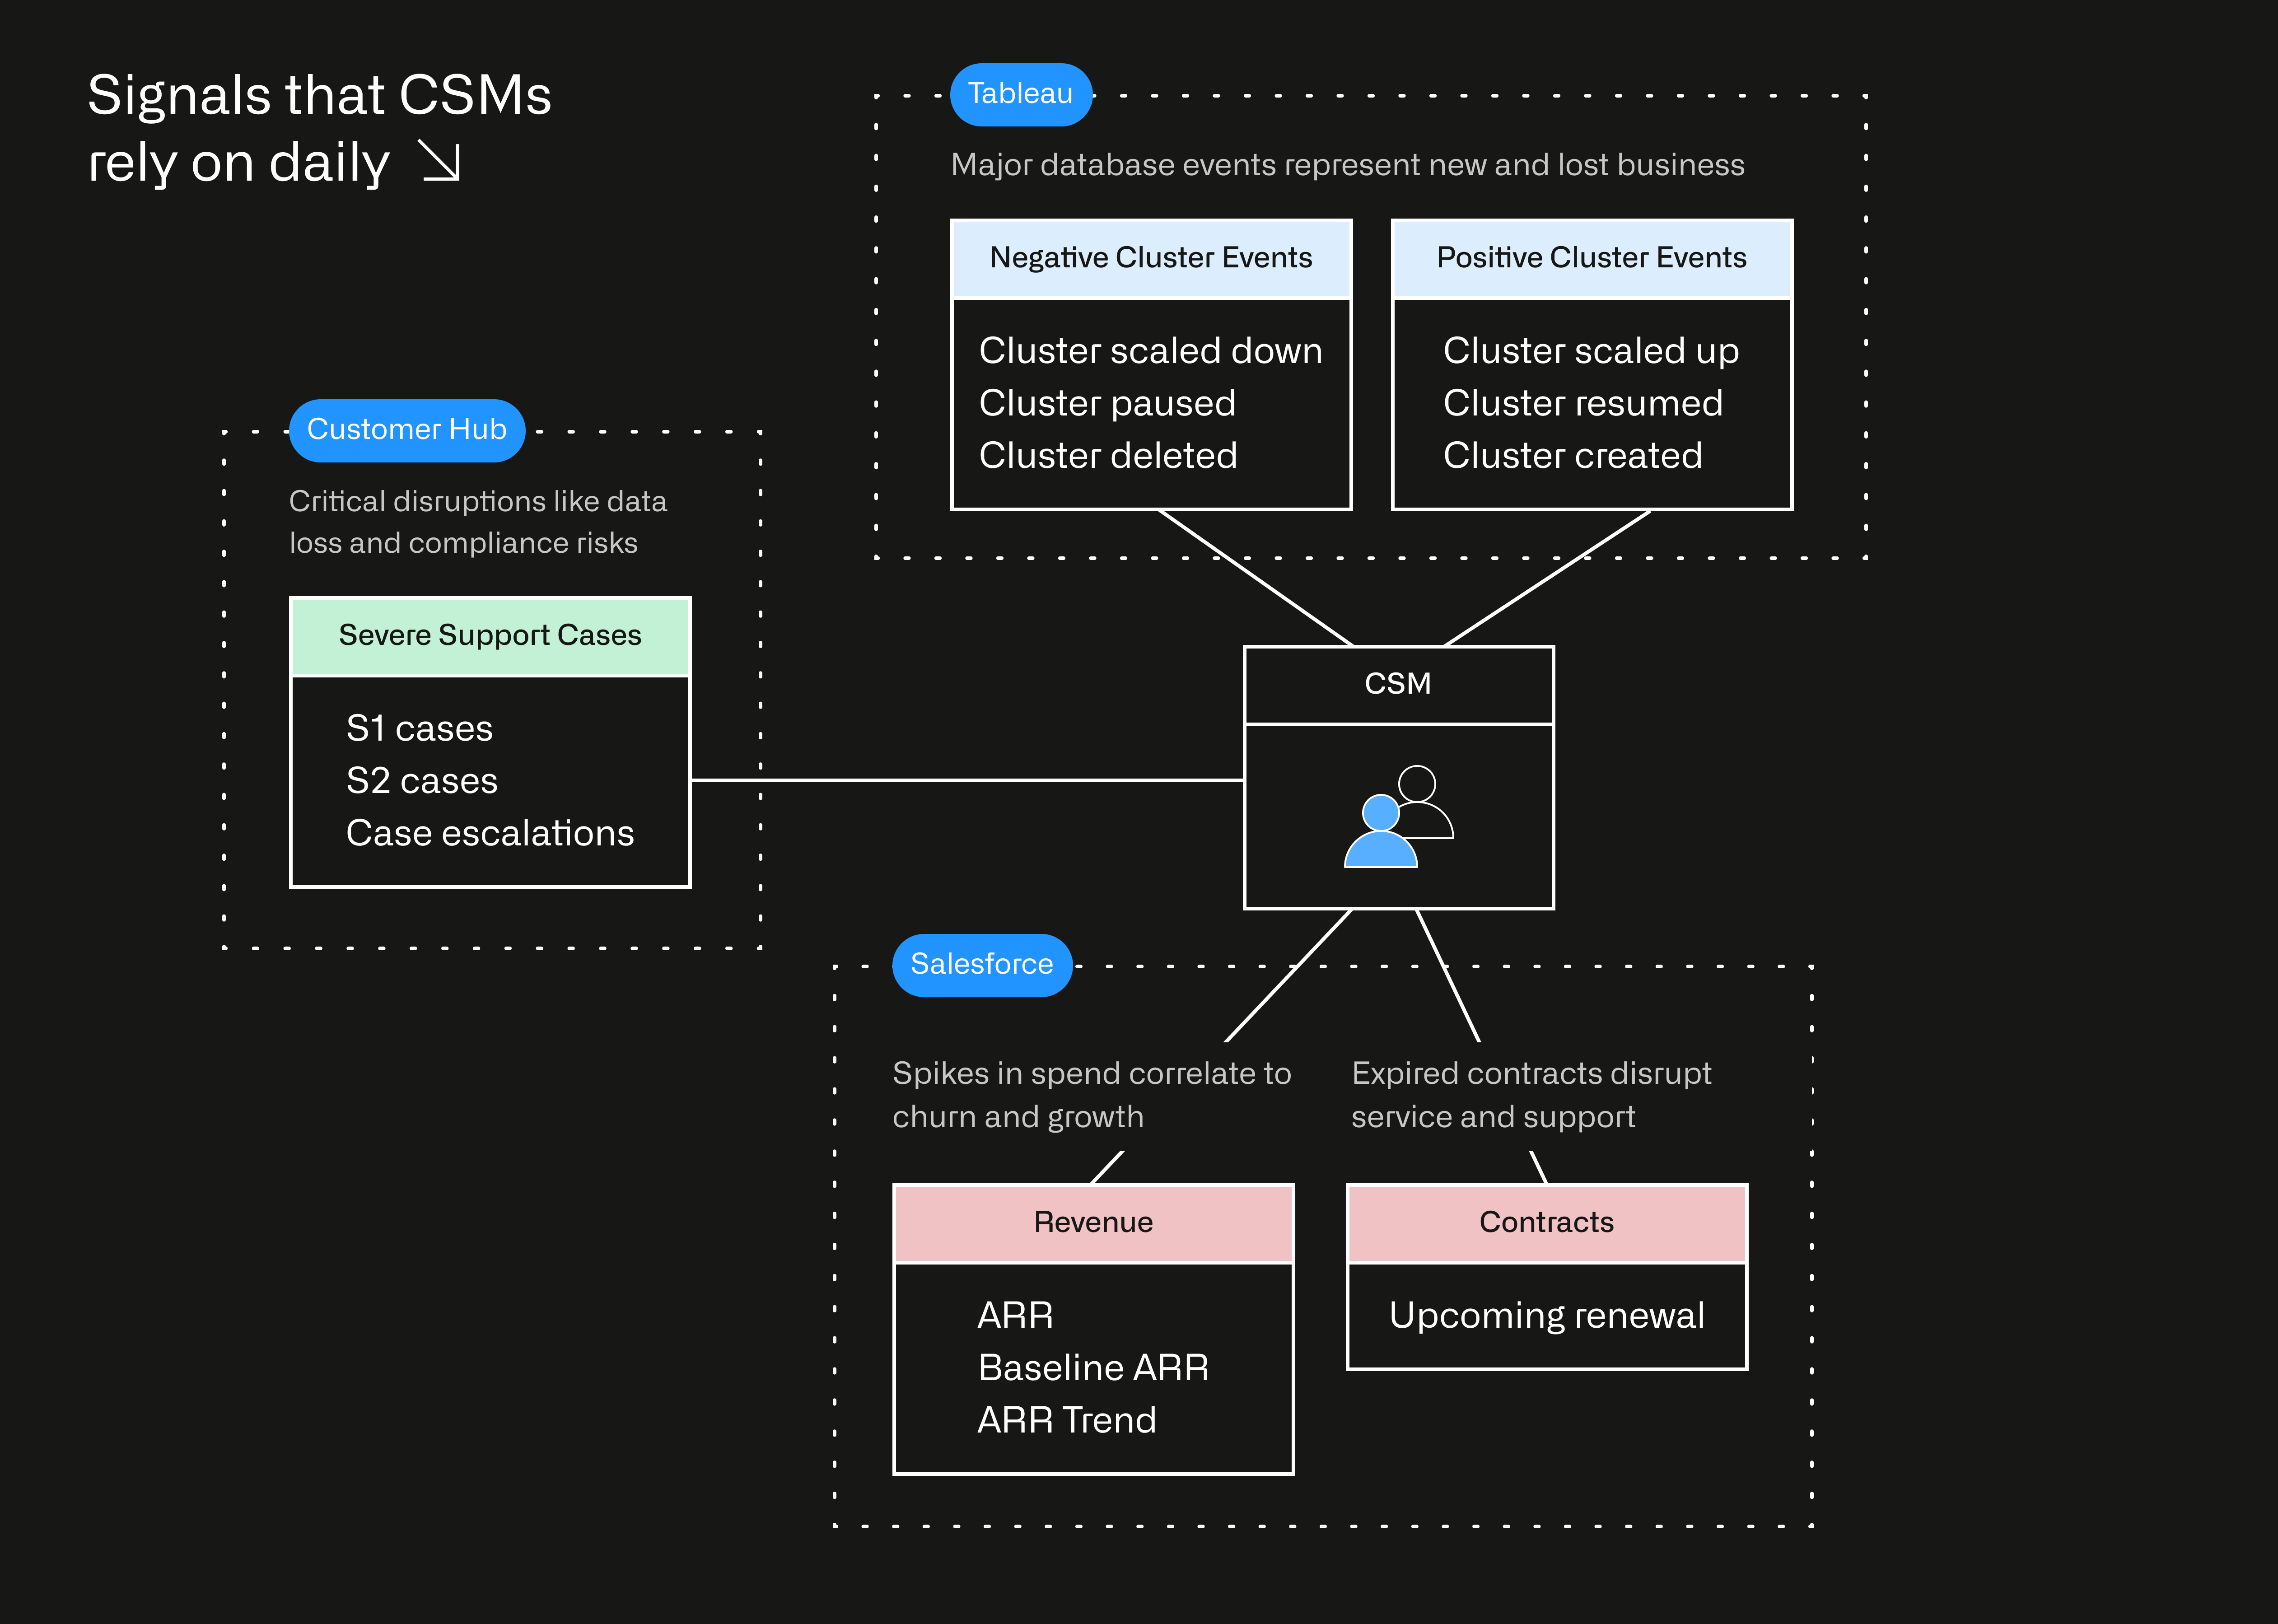 Signals that CSMs
rely on daily
Tableau
Major database events represent new and lost business
Negative Cluster Events
Cluster scaled down
Cluster paused
Cluster deleted
Positive Cluster Events
Cluster scaled up
Cluster resumed
Cluster created
Customer Hub
Critical disruptions like data
loss and compliance risks
Severe Support Cases
S1 cases
S2 cases
Case escalations
CSM
Salesforce
Spikes in spend correlate to
churn and growth
Revenue
ARR
Baseline ARR
ARR Trend
Expired contracts disrupt
service and support
Contracts
Upcoming renewal